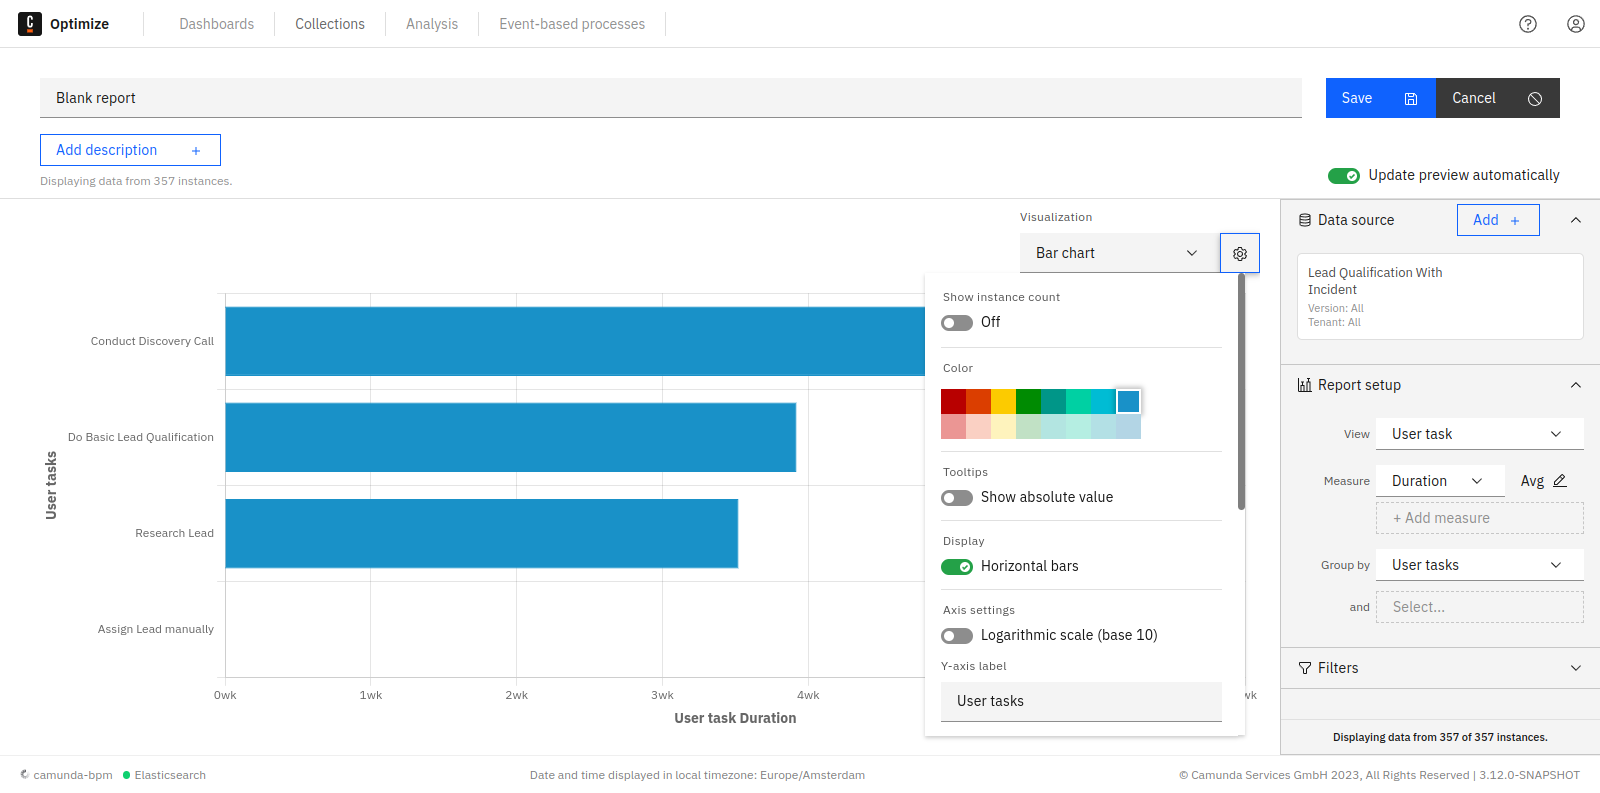 Optimize
Dashboards
Collections
Analysis
Event-based processes
Blank report
Save
Cancel
Add description +
Displaying data from 357 instances.
Update preview automatically
Visualization
Bar chart
Show instance count
Off
Color
Tooltips
Show absolute value
Display
Horizontal bars
Axis settings
Logarithmic scale (base 10)
Y-axis label
User tasks
User tasks
Conduct Discovery Call
Do Basic Lead Qualification
Research Lead
Assign Lead manually
0wk
1wk
2wk
3wk
4wk
wk
User task Duration
Data source
Add +
Lead Qualification With
Incident
Version: All
Tenant: All
Report setup
View
User task
Measure
Duration
Avg
+ Add measure
Group by
User tasks
and
Select...
Filters
Displaying data from 357 of 357 instances.
camunda-bpm
Elasticsearch
Date and time displayed in local timezone: Europe/Amsterdam
© Camunda Services GmbH 2023, All Rights Reserved | 3.12.0-SNAPSHOT